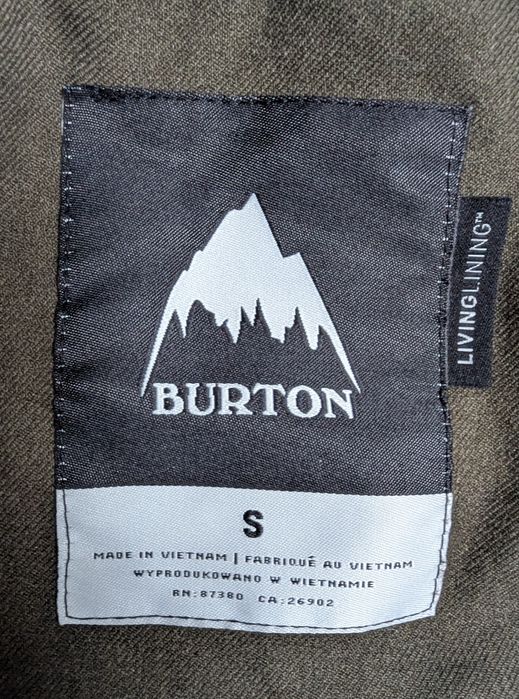 BURTON
LIVINGLINING™
S
MADE IN VIETNAM | FABRIQUÉ AU VIETNAM
WYPRODUKOWANO W WIETNAMIE
RN:87380 CA:26902